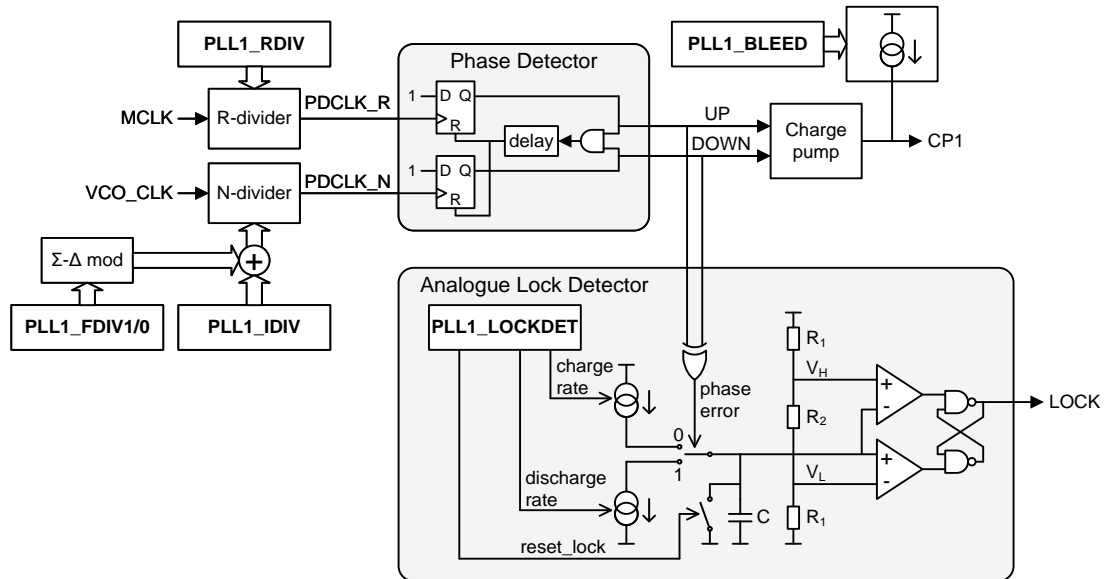 PLL1_RDIV
PLL1_BLEED
Phase Detector
MCLK
R-divider
PDCLK_R
1
D Q
R
delay
UP
DOWN
Charge
pump
CP1
VCO_CLK
N-divider
PDCLK_N
1
D Q
R
Σ-Δ mod
+
PLL1_FDIV1/0
PLL1_IDIV
Analogue Lock Detector
PLL1_LOCKDET
charge
rate
phase
error
0
1
discharge
rate
reset_lock
C
R1
VH
R2
VL
R1
+
-
+
-
LOCK